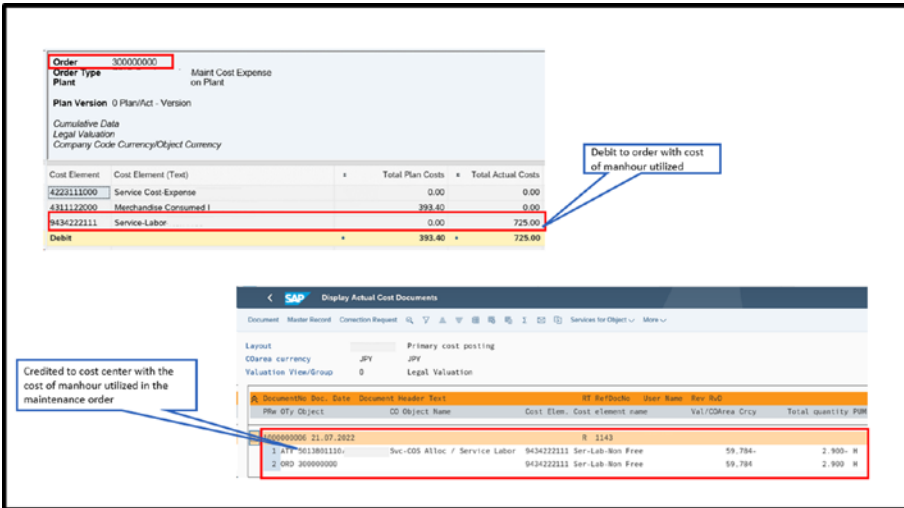 Order 300000000
Order Type Maint Cost Expense
Plant on Plant
Plan Version 0 Plan/Act - Version
Cumulative Data
Legal Valuation
Company Code Currency/Object Currency
Cost Element Cost Element (Text) Total Plan Costs Total Actual Costs
4223111000 Service Cost-Expense 0.00 0.00
4311122000 Merchandise Consumed I 393.40 0.00
9434222111 Service-Labor 0.00 725.00
Debit 393.40 725.00
Debit to order with cost
of manhour utilized
SAP Display Actual Cost Documents
Document Master Record Correction Request Services for Object More
Layout Primary cost posting
COarea currency JPY JPY
Valuation View/Group 0 Legal Valuation
DocumentNo Doc. Date Document Header Text RT RefDocNo User Name Rev RvD
PRw OTy Object CO Object Name Cost Elem. Cost element name Val/COArea Crcy Total quantity PUM
21.07.2022 R 1143
1 5013801110 Svc-COS Alloc / Service Labor 9434222111 Ser-Lab-Non Free 59,784- 2.900- H
2 ORD 300000000 9434222111 Ser-Lab-Non Free 59,784 2.900 H
Credited to cost center with the
cost of manhour utilized in the
maintenance order